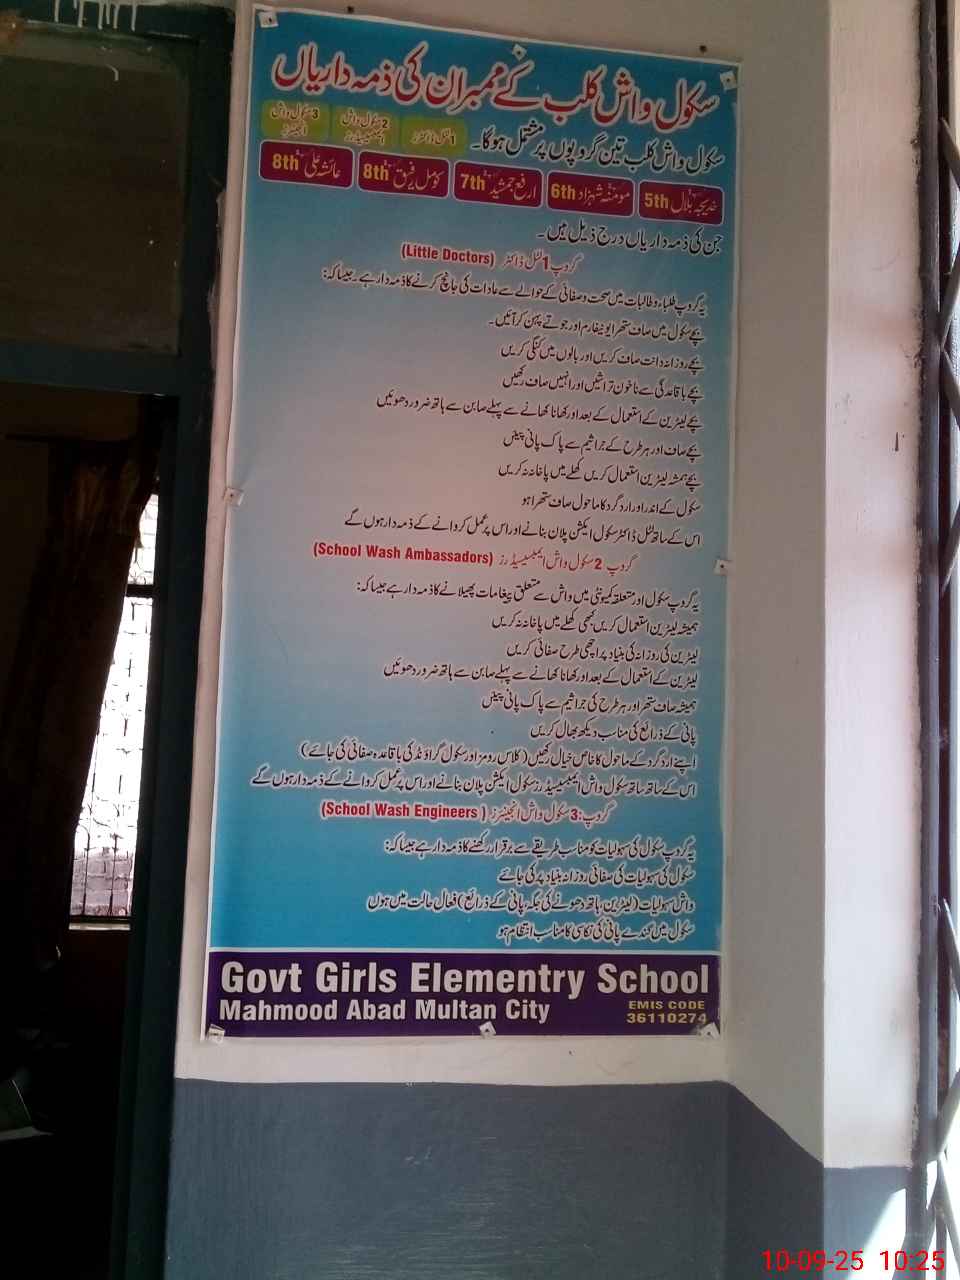 سکول واش کلب کے ممبران کی ذمہ داریاں
سکول واش کلب تین گروپوں پر مشتمل ہوگا۔ 1 لٹل ڈاکٹرز 2 سکول واش ایمبیسیڈرز 3 سکول واش انجینئرز
خدیجہ بلال 5th مومنہ شہزاد 6th ارفع جمشید 7th کومل رفیق 8th عائشہ علی 8th
جن کی ذمہ داریاں درج ذیل ہیں۔
گروپ 1 لٹل ڈاکٹر (Little Doctors)
یہ گروپ طلباء و طالبات میں صحت و صفائی کے حوالے سے عادات کی جانچ کرنے کا ذمہ دار ہے۔ جیسا کہ:
بچے سکول میں صاف ستھرا یونیفارم اور جوتے پہن کر آئیں۔
بچے روزانہ دانت صاف کریں اور بالوں میں کنگی کریں
بچے باقاعدگی سے ناخن تراشیں اور انہیں صاف رکھیں
بچے لیٹرین کے استعمال کے بعد اور کھانا کھانے سے پہلے صابن سے ہاتھ ضرور دھوئیں
بچے صاف اور ہر طرح کے جراثیم سے پاک پانی پیئں
بچے ہمشہ لیٹرین استعمال کریں کھلے میں پاخانہ نہ کریں
سکول کے اندر اور ارد گرد کا ماحول صاف ستھرا ہو
اس کے ساتھ لٹل ڈاکٹر سکول ایکشن پلان بنانے اور اس پر عمل کروانے کے ذمہ دار ہوں گے
گروپ 2 سکول واش ایمبیسیڈرز (School Wash Ambassadors)
یہ گروپ سکول اور متعلقہ کمیونٹی میں واش سے متعلق پیغامات پھیلانے کا ذمہ دار ہے جیسا کہ:
ہمیشہ لیٹرین استعمال کریں کبھی کھلے میں پاخانہ نہ کریں
لیٹرین کی روزانہ کی بنیاد پر اچھی طرح صفائی کریں
لیٹرین کے استعمال کے بعد اور کھانا کھانے سے پہلے صابن سے ہاتھ ضرور دھوئیں
ہمیشہ صاف ستھر اور ہر طرح کی جراثیم سے پاک پانی پیئں
پانی کے ذرائع کی مناسب دیکھ بھال کریں
اپنے ارد گرد کے ماحول کا خاص خیال رکھیں (کلاس رومز اور سکول گراؤنڈ کی باقاعدہ صفائی کی جائے)
اس کے ساتھ ساتھ سکول واش ایمبیسیڈرز سکول ایکشن پلان بنانے اور اس پر عمل کروانے کے ذمہ دار ہوں گے
گروپ:3 سکول واش انجینئرز (School Wash Engineers )
یہ گروپ سکول کی سہولیات کو مناسب طریقے سے برقرار رکھنے کا ذمہ دار ہے جیسا کہ:
سکول کی سہولیات کی صفائی روزانہ بنیاد پر کی جائے
واش سہولیات (لیٹرین ہاتھ دھونے کی جگہ، پانی کے ذرائع) فعال حالت میں ہوں
سکول میں گندے پانی کی نکاسی کا مناسب انتظام ہو
Govt Girls Elementry School
Mahmood Abad Multan City
EMIS CODE
36110274
10-09-25 10:25